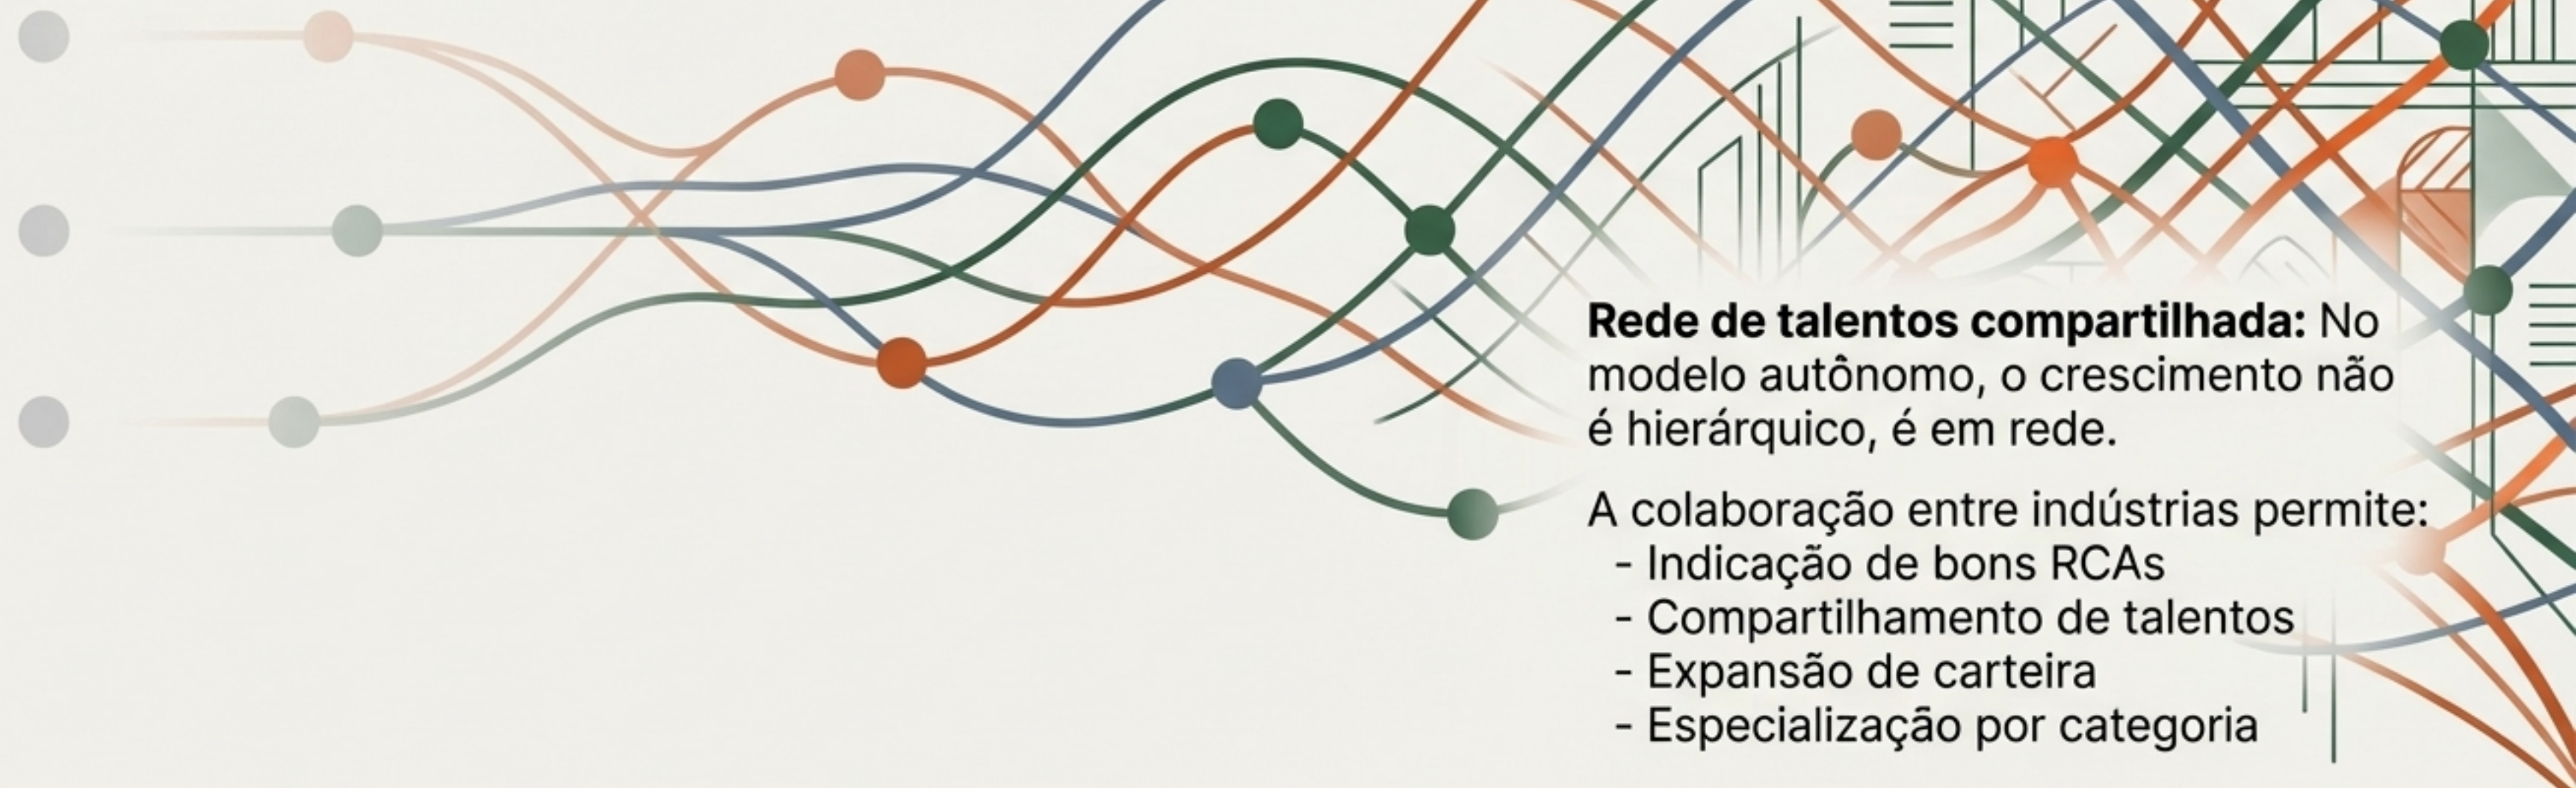 Rede de talentos compartilhada: No
modelo autônomo, o crescimento não
é hierárquico, é em rede.
A colaboração entre indústrias permite:
- Indicação de bons RCAs
- Compartilhamento de talentos
- Expansão de carteira
- Especialização por categoria